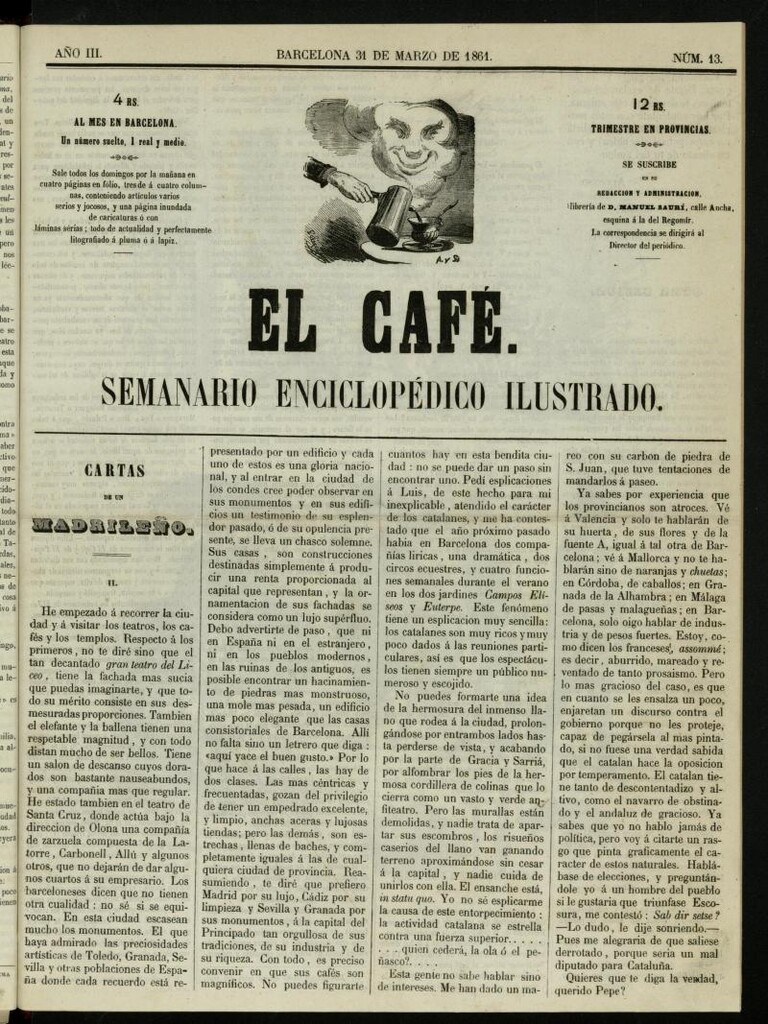 AÑO III.
BARCELONA 31 DE MARZO DE 1861.
NÚM. 13.
4 RS.
AL MES EN BARCELONA.
Un número suelto, 1 real y medio.
Sale todos los domingos por la mañana en
cuatro páginas en folio, tres de á cuatro colum-
nas, conteniendo artículos varios
serios y jocosos, y una página inundada
de caricaturas ó con
láminas sérias; todo de actualidad y perfectamente
litografiado á pluma ó á lapiz.
A. y So
12 RS.
TRIMESTRE EN PROVINCIAS.
SE SUSCRIBE
EN SU
REDACCION Y ADMINISTRACION,
librería de D. MANUEL SAURÍ, calle Ancha,
esquina á la del Regomir.
La correspondencia se dirigirá al
Director del periódico.
EL CAFÉ.
SEMANARIO ENCICLOPÉDICO ILUSTRADO.
CARTAS
DE UN
MADRILEÑO.
II.
He empezado á recorrer la ciu-
dad y á visitar los teatros, los ca-
fés y los templos. Respecto á los
primeros, no te diré sino que el
tan decantado gran teatro del Li-
ceo, tiene la fachada mas sucia
que puedas imaginarte, y que to-
do su mérito consiste en sus des-
mesuradas proporciones. Tambien
el elefante y la ballena tienen una
respetable magnitud, y con todo
distan mucho de ser bellos. Tiene
un salon de descanso cuyos dora-
dos son bastante nauseabundos,
y una compañía mas que regular.
He estado tambien en el teatro de
Santa Cruz, donde actúa bajo la
direccion de Olona una compañía
de zarzuela compuesta de la La-
torre, Carbonell, Allú y algunos
otros, que no dejarán de dar algu-
nos cuartos á su empresario. Los
barceloneses dicen que no tienen
otra cualidad: no sé si se equi-
vocan. En esta ciudad escasean
mucho los monumentos. El que
haya admirado las preciosidades
artísticas de Toledo, Granada, Se-
villa y otras poblaciones de Espa-
ña donde cada recuerdo está re-
presentado por un edificio y cada
uno de estos es una gloria nacio-
nal, y al entrar en la ciudad de
los condes cree poder observar en
sus monumentos y en sus edifi-
cios un testimonio de su esplen-
dor pasado, ó de su opulencia pre-
sente, se lleva un chasco solemne.
Sus casas, son construcciones
destinadas simplemente á produ-
cir una renta proporcionada al
capital que representan, y la or-
namentacion de sus fachadas se
considera como un lujo supérfluo.
Debo advertirte de paso, que ni
en España ni en el estranjero,
ni en los pueblos modernos, ni
en las ruinas de los antiguos, es
posible encontrar un hacinamien-
to de piedras mas monstruoso,
una mole mas pesada, un edificio
mas poco elegante que las casas
consistoriales de Barcelona. Allí
no falta sino un letrero que diga:
«aquí yace el buen gusto.» Por lo
que hace á las calles, las hay de
dos clases. Las mas céntricas y
frecuentadas, gozan del privilegio
de tener un empedrado excelente,
y limpio, anchas aceras y lujosas
tiendas; pero las demás, son es-
trechas, llenas de baches, y com-
pletamente iguales á las de cual-
quiera ciudad de provincia. Rea-
sumiendo, te diré que prefiero
Madrid por su lujo, Cádiz por su
limpieza y Sevilla y Granada por
sus monumentos, á la capital del
Principado tan orgullosa de sus
tradiciones, de su industria y de
su riqueza. Con todo, es preciso
convenir en que sus cafés son
magníficos. No puedes figurarte
cuantos hay en esta bendita ciu-
dad: no se puede dar un paso sin
encontrar uno. Pedí esplicaciones
á Luis, de este hecho para mi
inexplicable, atendido el carácter
de los catalanes, y me ha contes-
tado que el año próximo pasado
habia en Barcelona dos compa-
ñías líricas, una dramática, dos
circos ecuestres, y cuatro funcio-
nes semanales durante el verano
en los dos jardines Campos Elí-
seos y Euterpe. Este fenómeno
tiene un esplicacion muy sencilla:
los catalanes son muy ricos y muy
poco dados á las reuniones parti-
culares, así es que los espectácu-
los tienen siempre un público nu-
meroso y escojido.
No puedes formarte una idea
de la hermosura del inmenso lla-
no que rodea á la ciudad, prolon-
gándose por entrambos lados has-
ta perderse de vista, y acabando
por la parte de Gracia y Sarriá,
por alfombrar los pies de la her-
mosa cordillera de colinas que lo
cierra como un vasto y verde an-
fiteatro. Pero las murallas están
demolidas, y nadie trata de apar-
tar sus escombros, los risueños
caserios del llano van ganando
terreno aproximándose sin cesar
á la capital, y nadie cuida de
unirlos con ella. El ensanche está,
in statu quo. Yo no sé esplicarme
la causa de este entorpecimiento:
la actividad catalana se estrella
contra una fuerza superior. . . . .
. . . . . quien cederá, la ola ó el pe-
ñasco?. . . .
Esta gente no sabe hablar sino
de intereses. Me han dado un ma-
reo con su carbon de piedra de
S. Juan, que tuve tentaciones de
mandarlos á paseo.
Ya sabes por experiencia que
los provincianos son atroces. Vé
á Valencia y solo te hablarán de
su huerta, de sus flores y de la
fuente A, igual á tal otra de Bar-
celona; vé á Mallorca y no te ha-
blarán sino de naranjas y chuetas;
en Córdoba, de caballos; en Gra-
nada de la Alhambra; en Málaga
de pasas y malagueñas; en Bar-
celona, solo oigo hablar de indus-
tria y de pesos fuertes. Estoy, co-
mo dicen los franceses, assommé;
es decir, aburrido, mareado y re-
ventado de tanto prosaismo. Pero
lo mas gracioso del caso, es que
en cuanto se les ensalza un poco,
enjaretan un discurso contra el
gobierno porque no les proteje,
capaz de pegársela al mas pinta-
do, si no fuese una verdad sabida
que el catalan hace la oposicion
por temperamento. El catalan tie-
ne tanto de descontentadizo y al-
tivo, como el navarro de obstina-
do y el andaluz de gracioso. Ya
sabes que yo no hablo jamás de
política, pero voy á citarte un ras-
go que pinta graficamente el ca-
racter de estos naturales. Habla-
base de elecciones, y preguntán-
dole yo á un hombre del pueblo
si le gustaria que triunfase Esco-
sura, me contestó: Sab dir setse?
—Lo dudo, le dije sonriendo.—
Pues me alegraria de que saliese
derrotado, porque seria un mal
diputado para Cataluña.
Quieres que te diga la verdad,
querido Pepe?